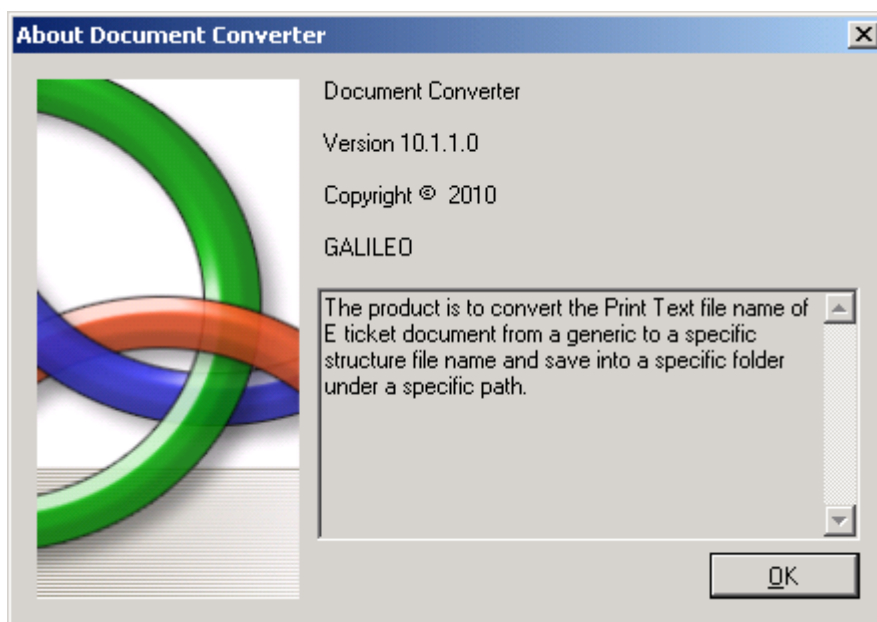 About Document Converter
Document Converter
Version 10.1.1.0
Copyright © 2010
GALILEO
The product is to convert the Print Text file name of
E ticket document from a generic to a specific
structure file name and save into a specific folder
under a specific path.
OK